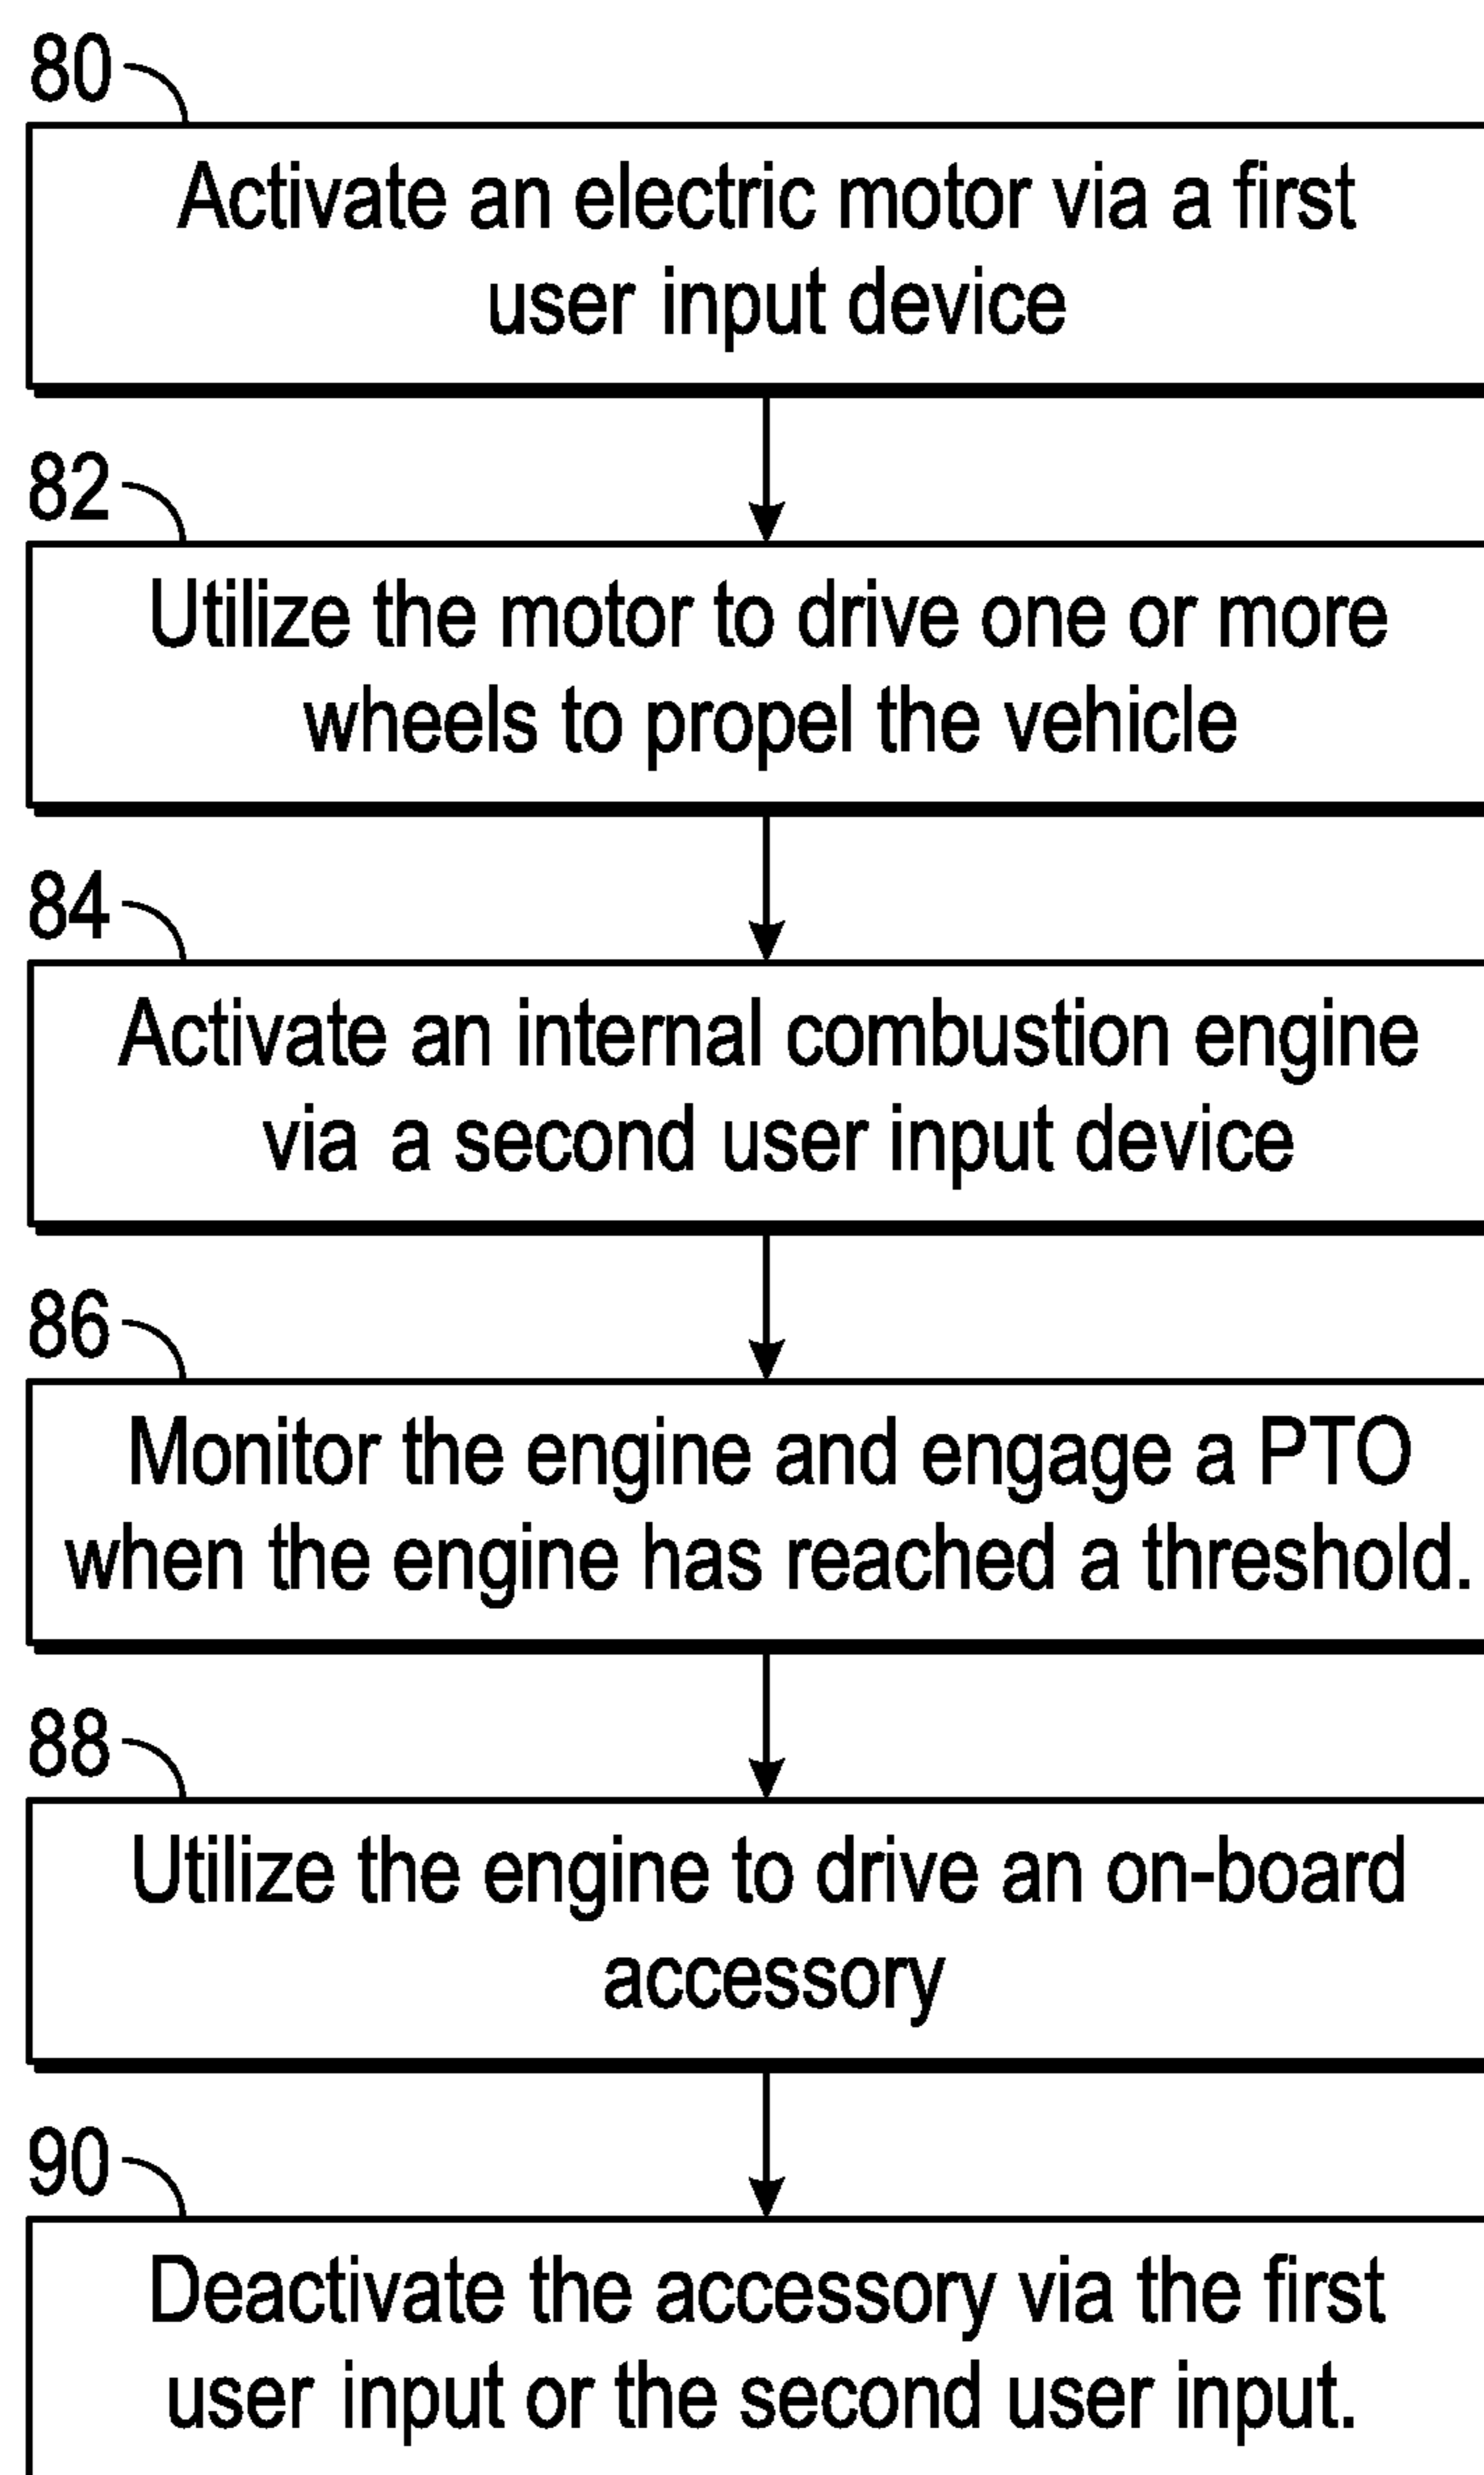 80
Activate an electric motor via a first
user input device
82
Utilize the motor to drive one or more
wheels to propel the vehicle
84
Activate an internal combustion engine
via a second user input device
86
Monitor the engine and engage a PTO
when the engine has reached a threshold.
88
Utilize the engine to drive an on-board
accessory
90
Deactivate the accessory via the first
user input or the second user input.